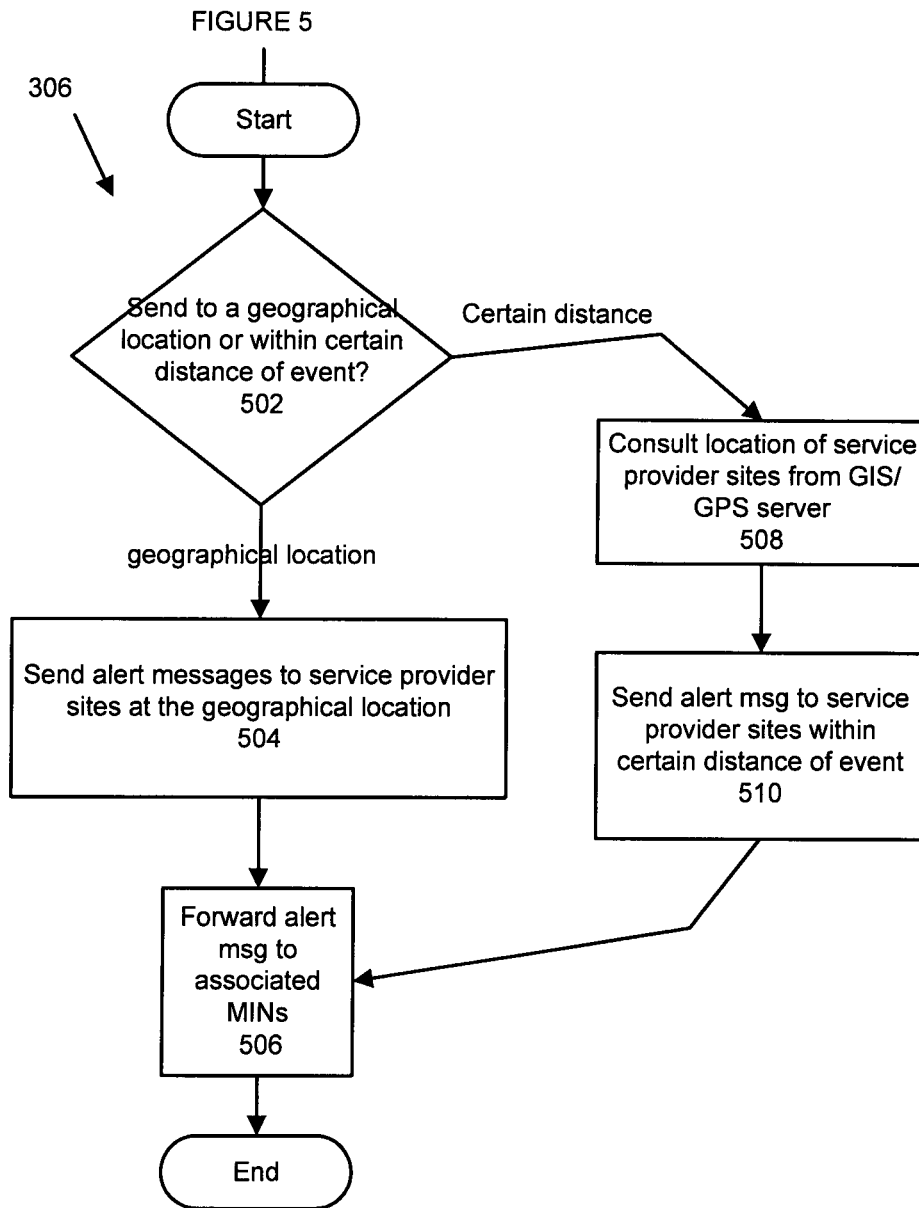 FIGURE 5
306
Start
Send to a geographical
location or within certain
distance of event?
502
Certain distance
Consult location of service
provider sites from GIS/
GPS server
508
geographical location
Send alert messages to service provider
sites at the geographical location
504
Send alert msg to service
provider sites within
certain distance of event
510
Forward alert
msg to
associated
MINs
506
End